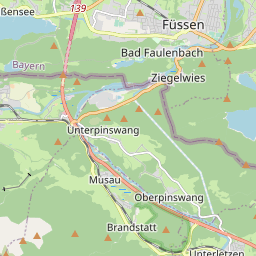 ßensee
139
Füssen
Bad Faulenbach
Ziegelwies
Bayern
Unterpinswang
Musau
Oberpinswang
Brandstatt
Unterletzen